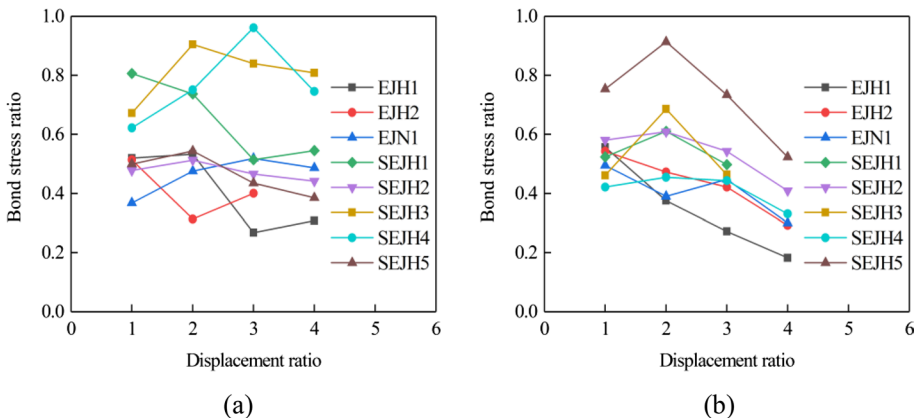 1.0
0.8
0.6
0.4
0.2
0.0
Bond stress ratio
0 1 2 3 4 5 6
Displacement ratio
EJH1
EJH2
EJN1
SEJH1
SEJH2
SEJH3
SEJH4
SEJH5
(a)
1.0
0.8
0.6
0.4
0.2
0.0
Bond stress ratio
0 1 2 3 4 5 6
Displacement ratio
EJH1
EJH2
EJN1
SEJH1
SEJH2
SEJH3
SEJH4
SEJH5
(b)